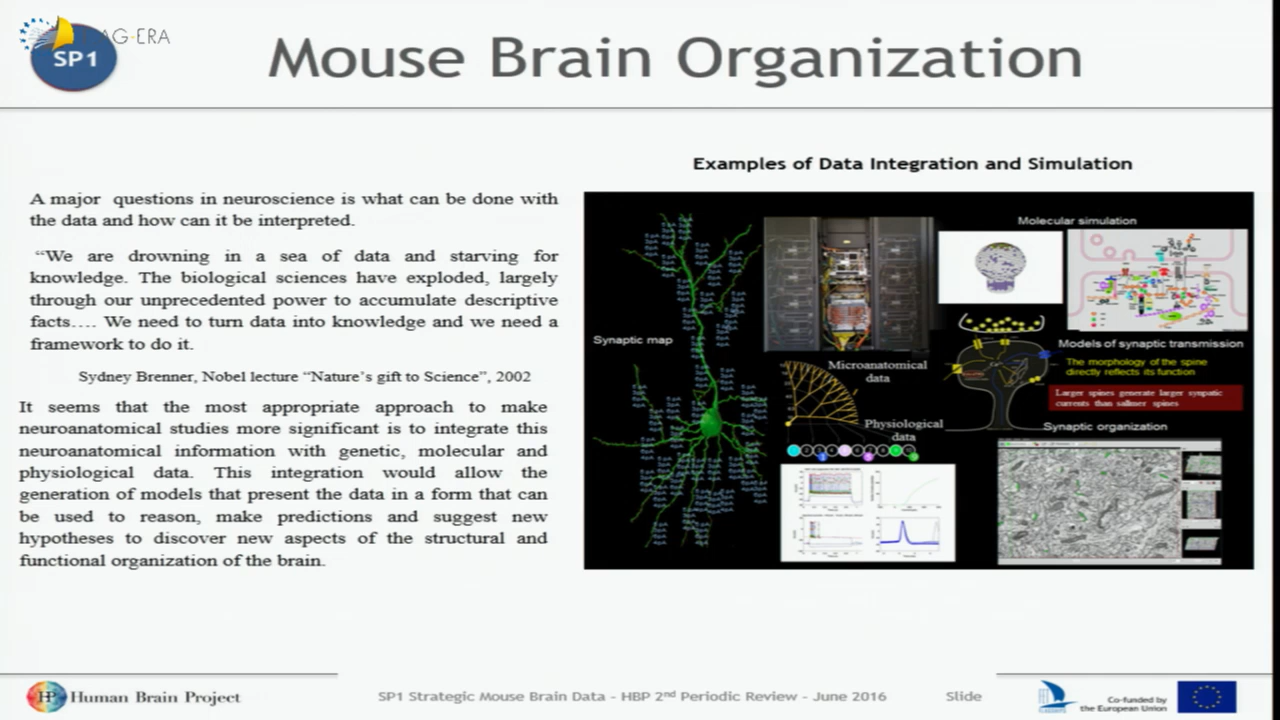 AG-ERA
SP1
Mouse Brain Organization
Examples of Data Integration and Simulation
A major questions in neuroscience is what can be done with
the data and how can it be interpreted.
“We are drowning in a sea of data and starving for
knowledge. The biological sciences have exploded, largely
through our unprecedented power to accumulate descriptive
facts…. We need to turn data into knowledge and we need a
framework to do it.
Sydney Brenner, Nobel lecture “Nature’s gift to Science”, 2002
It seems that the most appropriate approach to make
neuroanatomical studies more significant is to integrate this
neuroanatomical information with genetic, molecular and
physiological data. This integration would allow the
generation of models that present the data in a form that can
be used to reason, make predictions and suggest new
hypotheses to discover new aspects of the structural and
functional organization of the brain.
Synaptic map
Microanatomical
data
Physiological
data
Molecular simulation
Models of synaptic transmission
The morphology of the spine
directly reflects its function
Larger spines generate larger synaptic
currents than smaller spines
Synaptic organization
Human Brain Project
SP1 Strategic Mouse Brain Data - HBP 2nd Periodic Review - June 2016
Slide
Co-funded by
the European Union